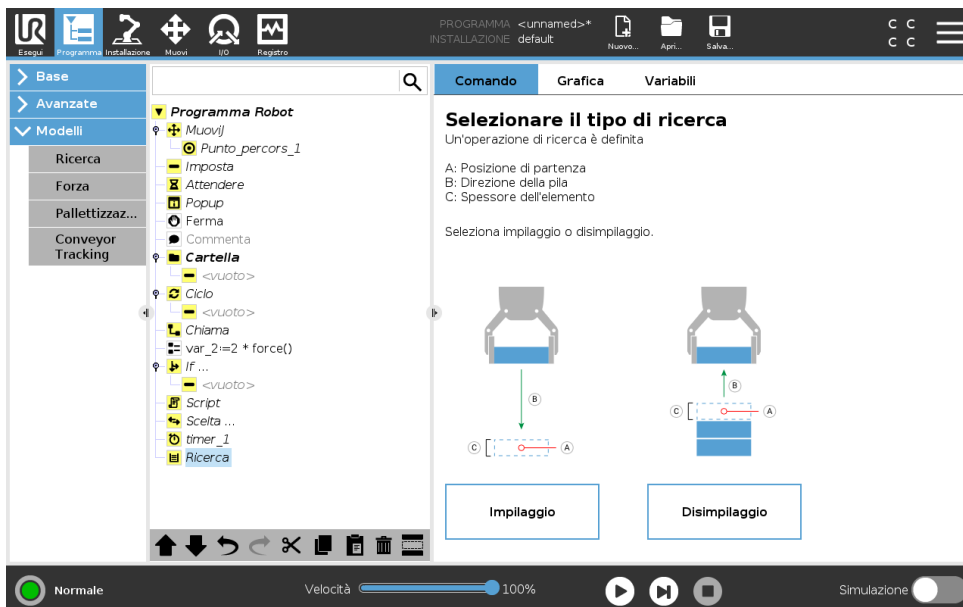 PROGRAMMA <unnamed>*
INSTALLAZIONE default
Esegui Programma Installazione Muovi I/O Registro Nuovo... Apri... Salva...
C C
C C
Base
Avanzate
Modelli
Ricerca
Forza
Pallettizzaz...
Conveyor
Tracking
Programma Robot
MuoviJ
Punto_percors_1
Imposta
Attendere
Popup
Ferma
Commenta
Cartella
<vuoto>
Ciclo
<vuoto>
Chiama
var_2:=2 * force()
If ...
<vuoto>
Script
Scelta ...
timer_1
Ricerca
Comando Grafica Variabili
Selezionare il tipo di ricerca
Un'operazione di ricerca è definita
A: Posizione di partenza
B: Direzione della pila
C: Spessore dell'elemento
Seleziona impilaggio o disimpilaggio.
B
C A
B
C A
Impilaggio
Disimpilaggio
Normale Velocità 100% Simulazione